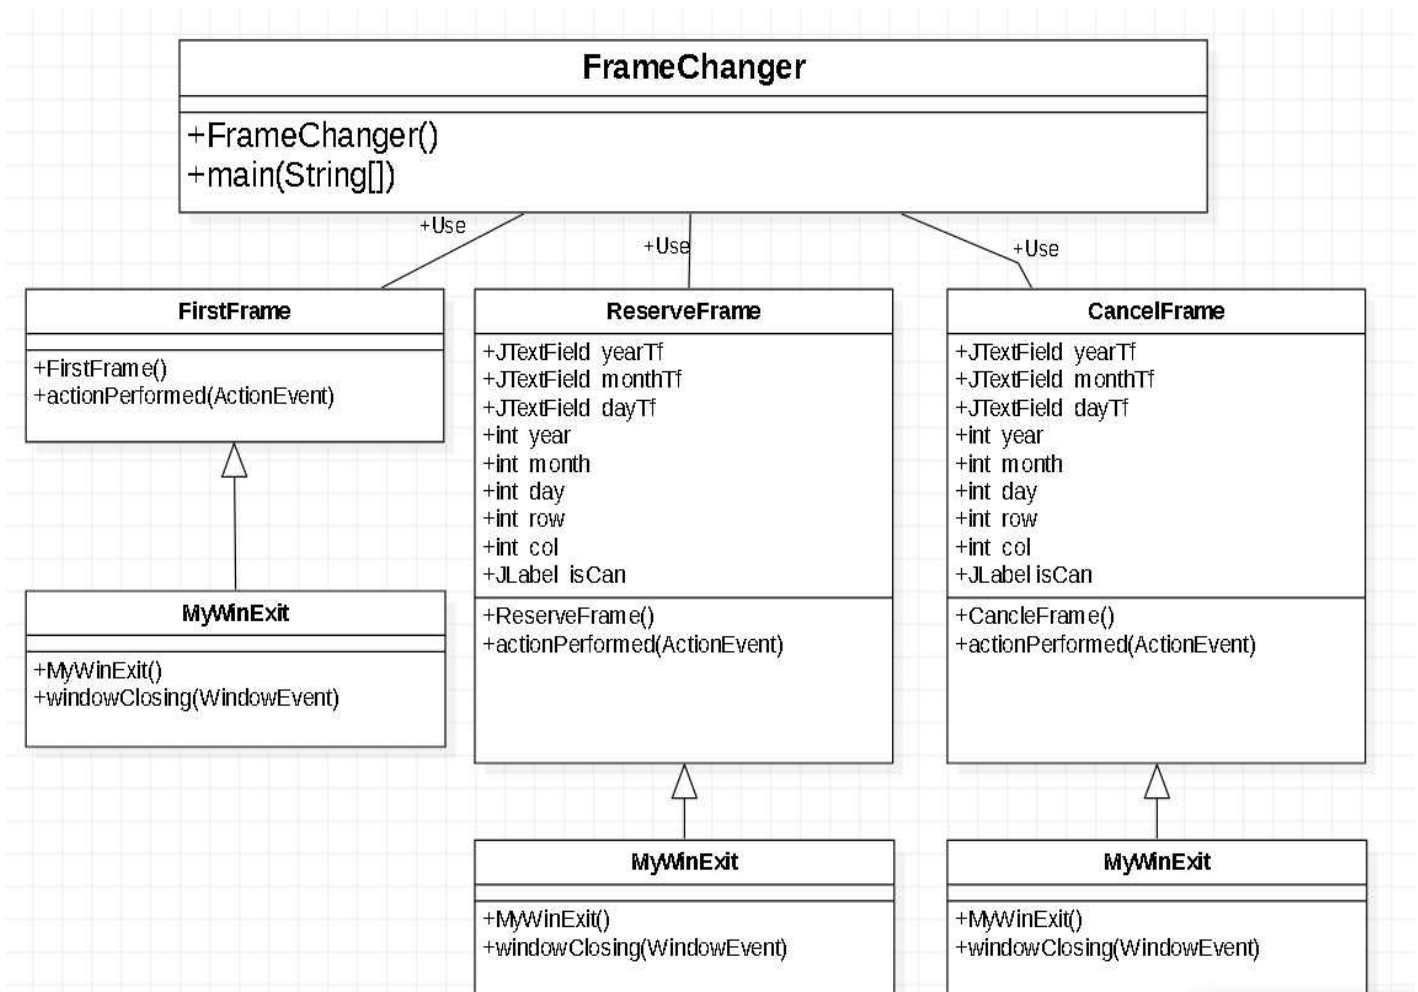 FrameChanger
+FrameChanger()
+main(String[])
+Use
+Use
+Use
FirstFrame
+FirstFrame()
+actionPerformed(ActionEvent)
MyWinExit
+MyWinExit()
+windowClosing(WindowEvent)
ReserveFrame
+JTextField yearTf
+JTextField monthTf
+JTextField dayTf
+int year
+int month
+int day
+int row
+int col
+JLabel isCan
+ReserveFrame()
+actionPerformed(ActionEvent)
MyWinExit
+MyWinExit()
+windowClosing(WindowEvent)
CancelFrame
+JTextField yearTf
+JTextField monthTf
+JTextField dayTf
+int year
+int month
+int day
+int row
+int col
+JLabel isCan
+CancleFrame()
+actionPerformed(ActionEvent)
MyWinExit
+MyWinExit()
+windowClosing(WindowEvent)